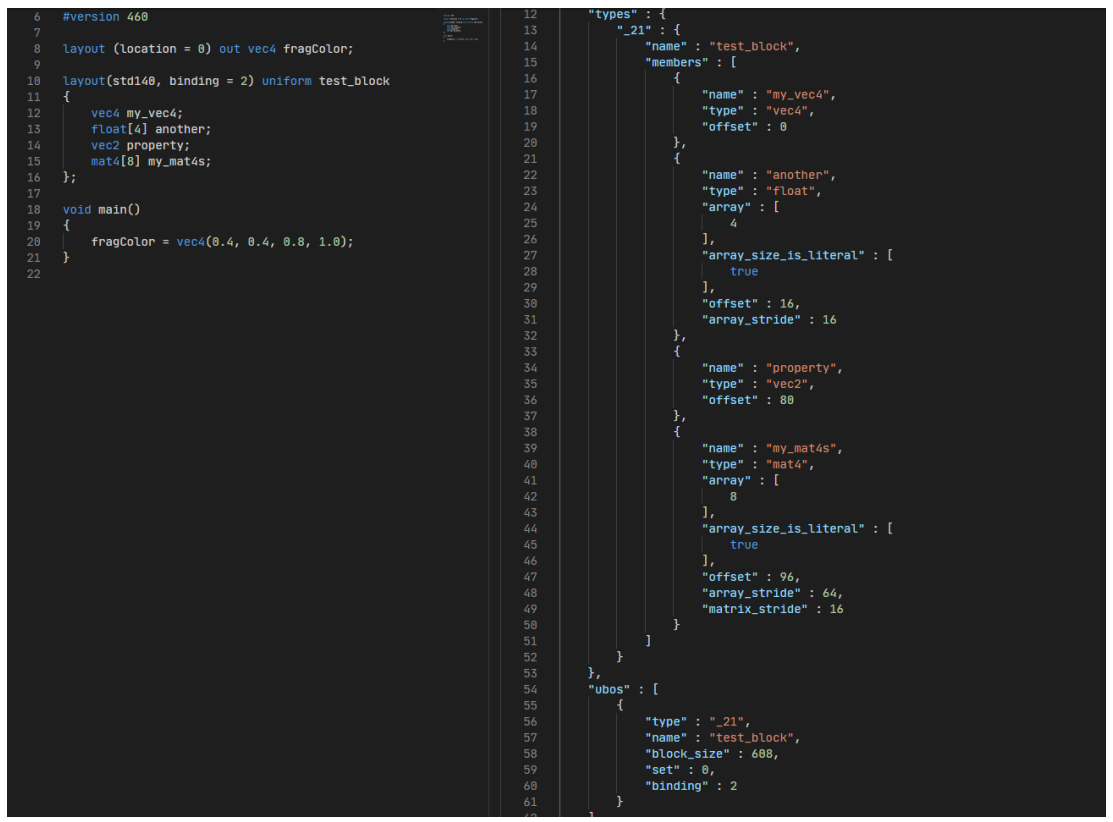 6 #version 460
7
8 layout (location = 0) out vec4 fragColor;
9
10 layout(std140, binding = 2) uniform test_block
11 {
12     vec4 my_vec4;
13     float[4] another;
14     vec2 property;
15     mat4[8] my_mat4s;
16 };
17
18 void main()
19 {
20     fragColor = vec4(0.4, 0.4, 0.8, 1.0);
21 }
22
12     "types" : {
13         "_21" : {
14             "name" : "test_block",
15             "members" : [
16                 {
17                     "name" : "my_vec4",
18                     "type" : "vec4",
19                     "offset" : 0
20                 },
21                 {
22                     "name" : "another",
23                     "type" : "float",
24                     "array" : [
25                         4
26                     ],
27                     "array_size_is_literal" : [
28                         true
29                     ],
30                     "offset" : 16,
31                     "array_stride" : 16
32                 },
33                 {
34                     "name" : "property",
35                     "type" : "vec2",
36                     "offset" : 80
37                 },
38                 {
39                     "name" : "my_mat4s",
40                     "type" : "mat4",
41                     "array" : [
42                         8
43                     ],
44                     "array_size_is_literal" : [
45                         true
46                     ],
47                     "offset" : 96,
48                     "array_stride" : 64,
49                     "matrix_stride" : 16
50                 }
51             ]
52         }
53     },
54     "ubos" : [
55         {
56             "type" : "_21",
57             "name" : "test_block",
58             "block_size" : 608,
59             "set" : 0,
60             "binding" : 2
61         }